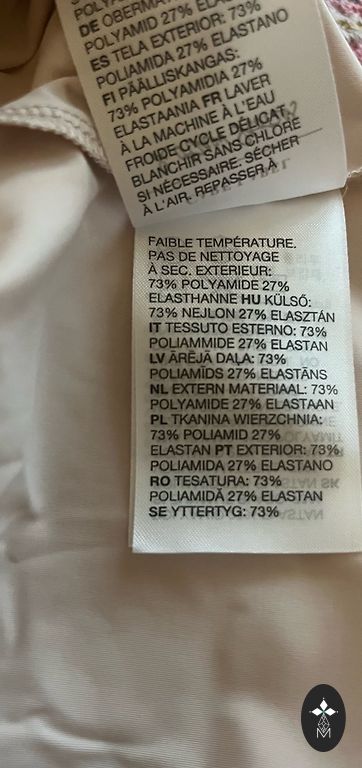 DE OBERMAT
POLYAMID 27% ELAS
ES TELA EXTERIOR: 73%
POLIAMIDA 27% ELASTANO
FI PÄÄLLISKANGAS:
73% POLYAMIDIA 27%
ELASTAANIA FR LAVER
À LA MACHINE À L'EAU
FROIDE CYCLE DÉLICAT.
BLANCHIR SANS CHLORE
SI NÉCESSAIRE. SÉCHER
À L'AIR. REPASSER À
FAIBLE TEMPÉRATURE.
PAS DE NETTOYAGE
À SEC. EXTERIEUR:
73% POLYAMIDE 27%
ELASTHANNE HU KÜLSŐ:
73% NEJLON 27% ELASZTÁN
IT TESSUTO ESTERNO: 73%
POLIAMMIDE 27% ELASTAN
LV ĀRĒJĀ DAĻA: 73%
POLIAMĪDS 27% ELASTĀNS
NL EXTERN MATERIAAL: 73%
POLYAMIDE 27% ELASTAAN
PL TKANINA WIERZCHNIA:
73% POLIAMID 27%
ELASTAN PT EXTERIOR: 73%
POLIAMIDA 27% ELASTANO
RO TESATURA: 73%
POLIAMIDĂ 27% ELASTAN
SE YTTERTYG: 73%
M